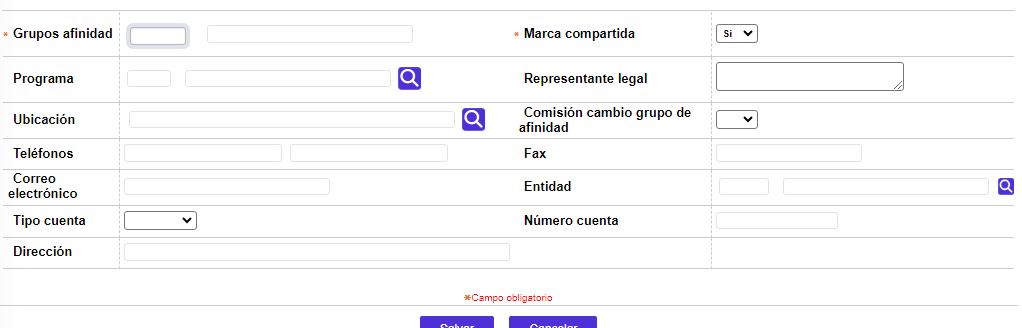 * Grupos afinidad
* Marca compartida
Si
Programa
Representante legal
Ubicación
Comisión cambio grupo de
afinidad
Teléfonos
Fax
Correo
electrónico
Entidad
Tipo cuenta
Número cuenta
Dirección
*Campo obligatorio
Salvar
Cancelar